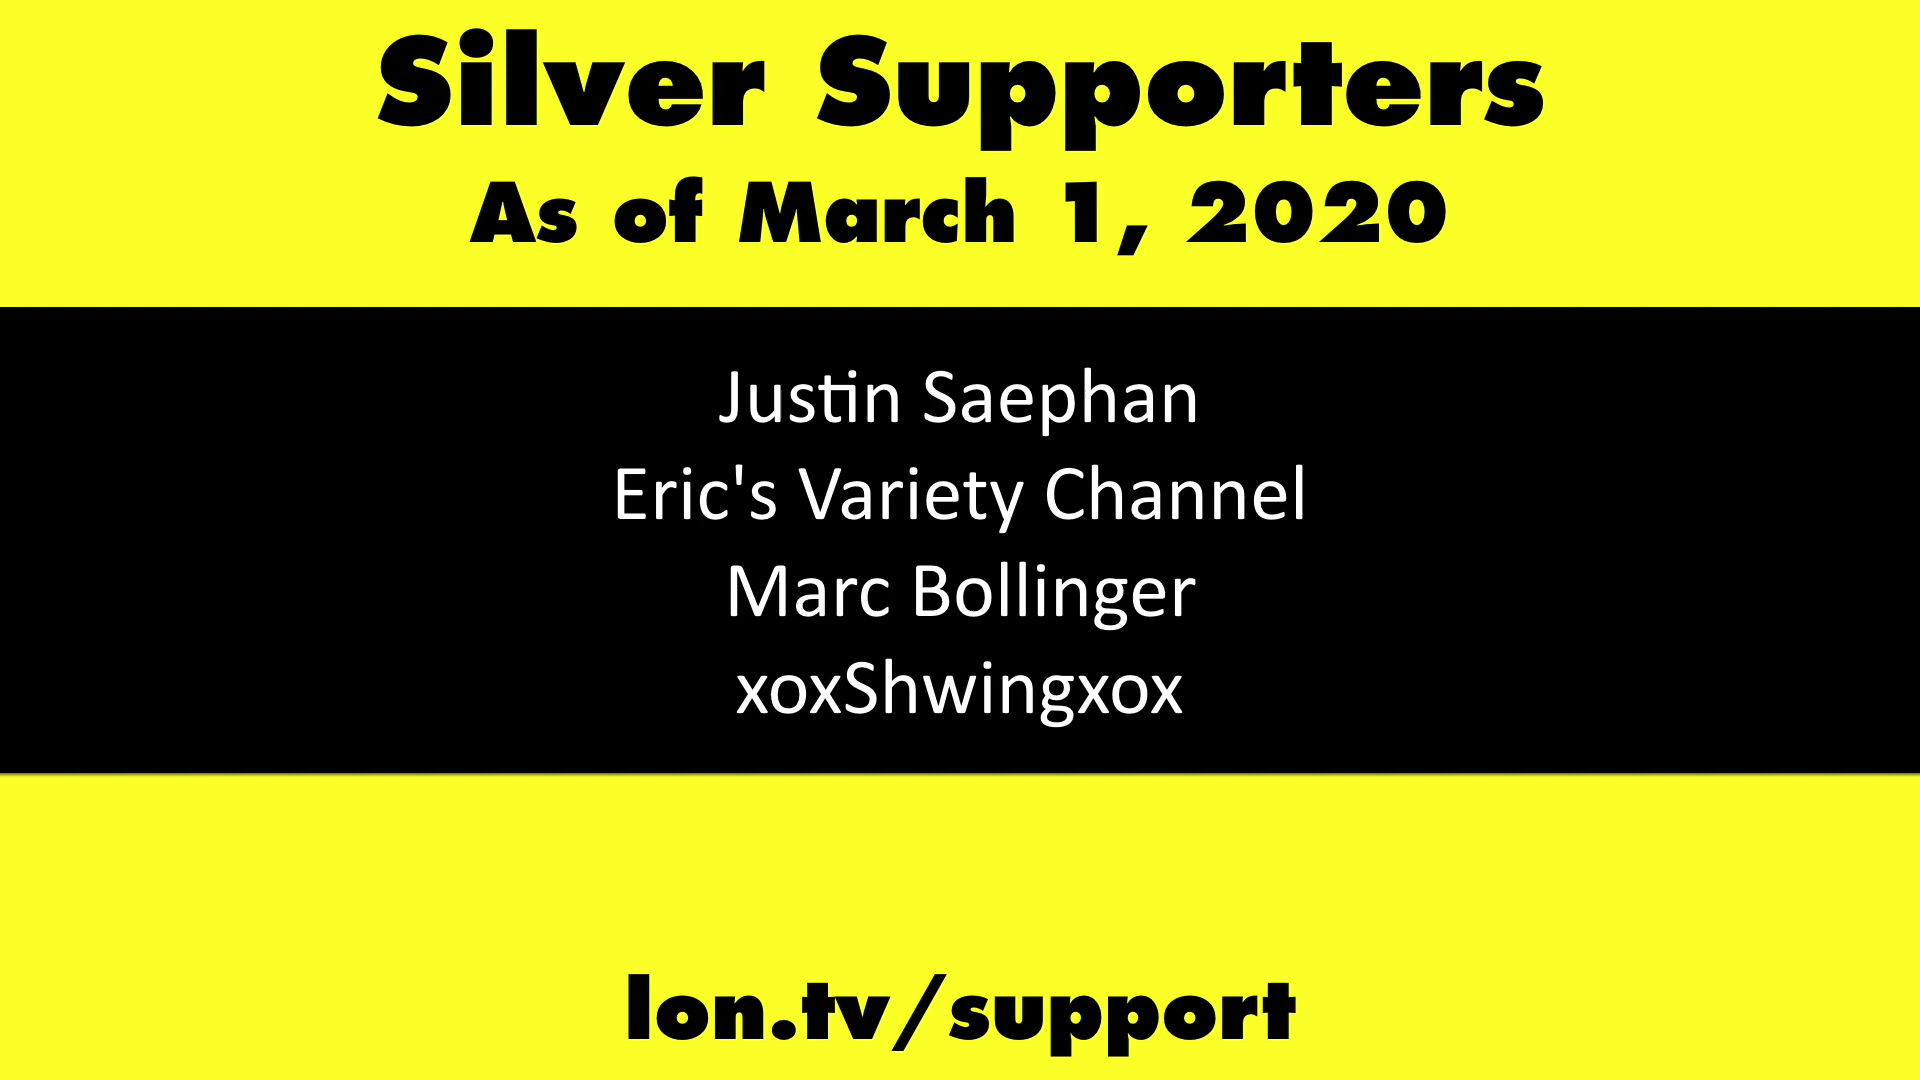 Silver Supporters
As of March 1, 2020
Justin Saephan
Eric's Variety Channel
Marc Bollinger
xoxShwingxox
lon.tv/support